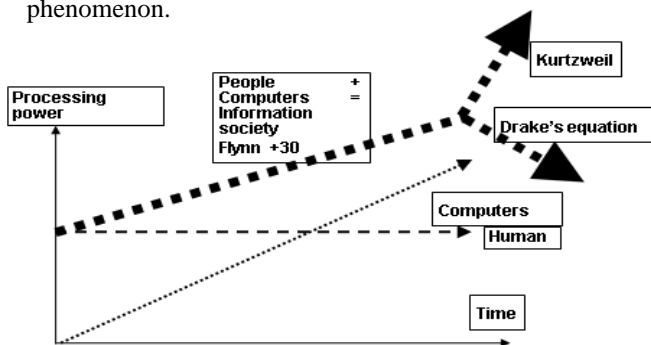 phenomenon.
Kurtzweil
People +
Computers =
Information
society
Flynn +30
Processing
power
Drake's equation
Computers
Human
Time